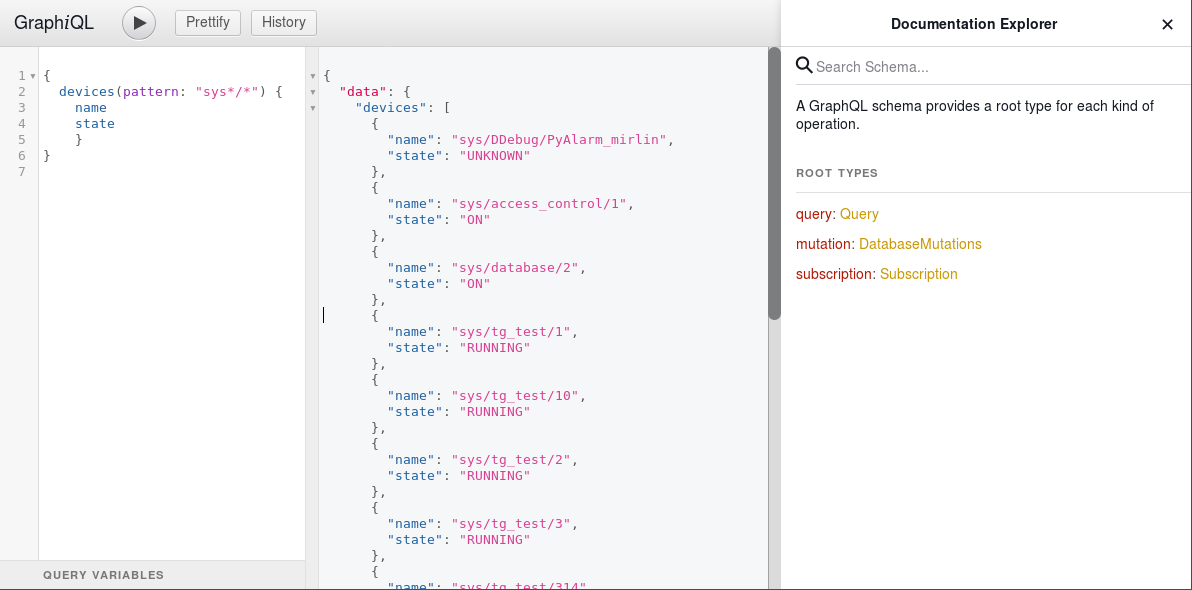 GraphiQL Prettify History
1 {
2 devices(pattern: "sys*/*") {
3 name
4 state
5 }
6 }
7
QUERY VARIABLES
{
"data": {
"devices": [
{
"name": "sys/DDebug/PyAlarm_mirlin",
"state": "UNKNOWN"
},
{
"name": "sys/access_control/1",
"state": "ON"
},
{
"name": "sys/database/2",
"state": "ON"
},
{
"name": "sys/tg_test/1",
"state": "RUNNING"
},
{
"name": "sys/tg_test/10",
"state": "RUNNING"
},
{
"name": "sys/tg_test/2",
"state": "RUNNING"
},
{
"name": "sys/tg_test/3",
"state": "RUNNING"
},
{
"name": "sys/tg_test/314"
Documentation Explorer
Search Schema...
A GraphQL schema provides a root type for each kind of
operation.
ROOT TYPES
query: Query
mutation: DatabaseMutations
subscription: Subscription